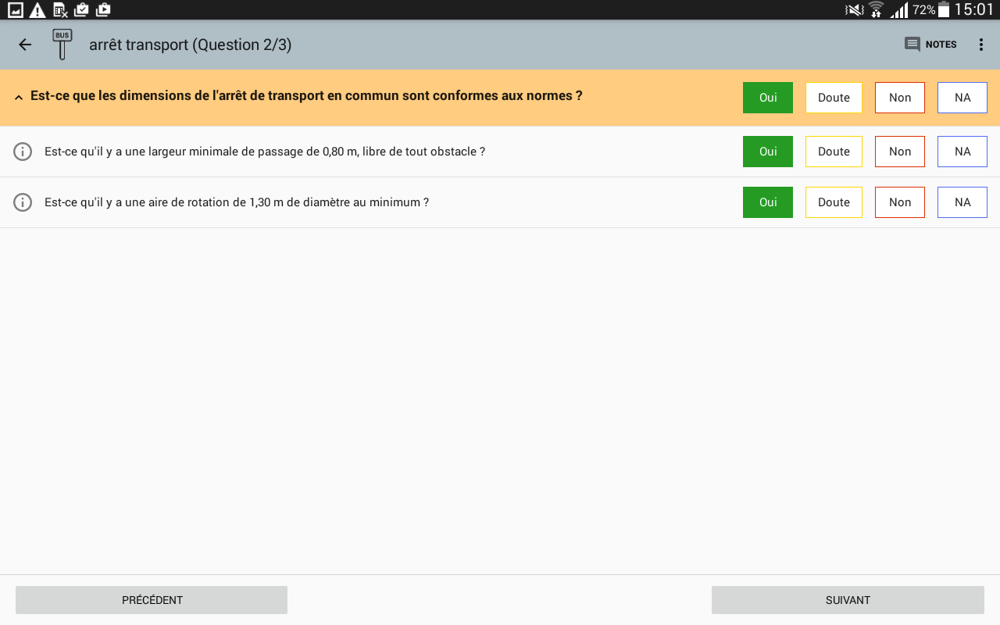 72% 15:01
BUS arrêt transport (Question 2/3) NOTES
Est-ce que les dimensions de l'arrêt de transport en commun sont conformes aux normes ? Oui Doute Non NA
Est-ce qu'il y a une largeur minimale de passage de 0,80 m, libre de tout obstacle ? Oui Doute Non NA
Est-ce qu'il y a une aire de rotation de 1,30 m de diamètre au minimum ? Oui Doute Non NA
PRÉCÉDENT SUIVANT